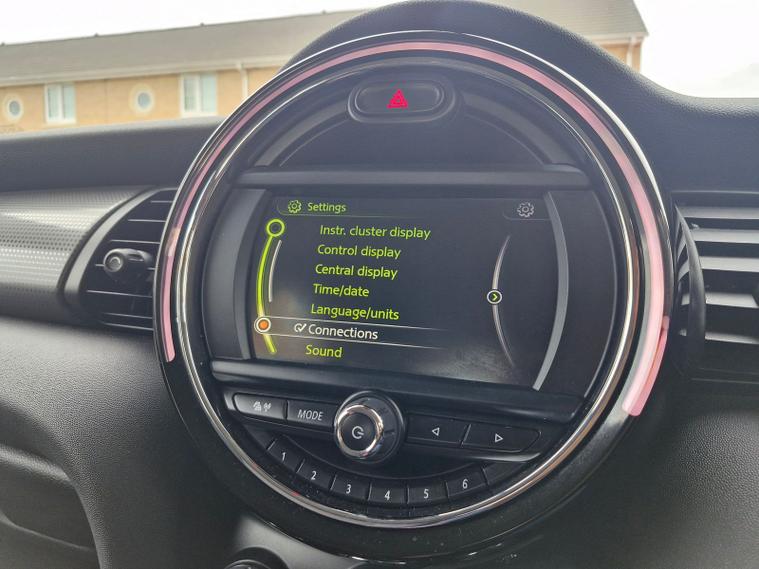 Settings
Instr. cluster display
Control display
Central display
Time/date
Language/units
Connections
Sound
MODE
1 2 3 4 5 6